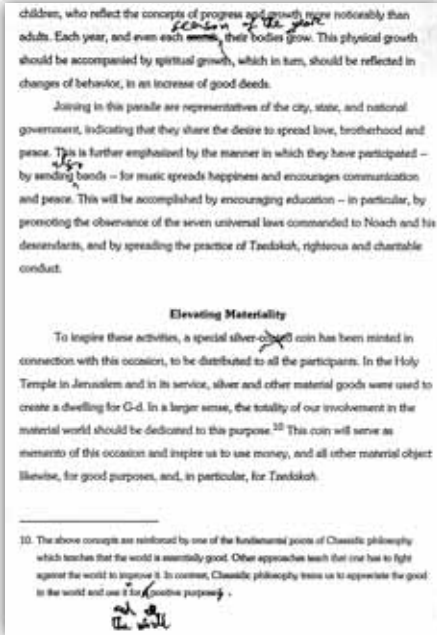 children, who reflect the concepts of progress and growth more noticeably than
season of the year
adults. Each year, and even each their bodies grow. This physical growth
should be accompanied by spiritual growth, which in turn, should be reflected in
changes of behavior, in an increase of good deeds.
Joining in this parade are representatives of the city, state, and national
government, indicating that they share the desire to spread love, brotherhood and
peace. This is further emphasized by the manner in which they have participated –
also
by sending bands – for music spreads happiness and encourages communication
and peace. This will be accomplished by encouraging education – in particular, by
promoting the observance of the seven universal laws commanded to Noach and his
descendants, and by spreading the practice of Tzedokoh, righteous and charitable
conduct.
Elevating Materiality
To inspire these activities, a special silver-coated coin has been minted in
connection with this occasion, to be distributed to all the participants. In the Holy
Temple in Jerusalem and in its service, silver and other material goods were used to
create a dwelling for G-d. In a larger sense, the totality of our involvement in the
material world should be dedicated to this purpose.10 This coin will serve as
memento of this occasion and inspire us to use money, and all other material object
likewise, for good purposes, and, in particular, for Tzedokoh.
10. The above concepts are reinforced by one of the fundamental points of Chassidic philosophy
which teaches that the world is essentially good. Other approaches teach that one has to fight
against the world to improve it. In contrast, Chassidic philosophy trains us to appreciate the good
in the world and use it for positive purposes.
the world